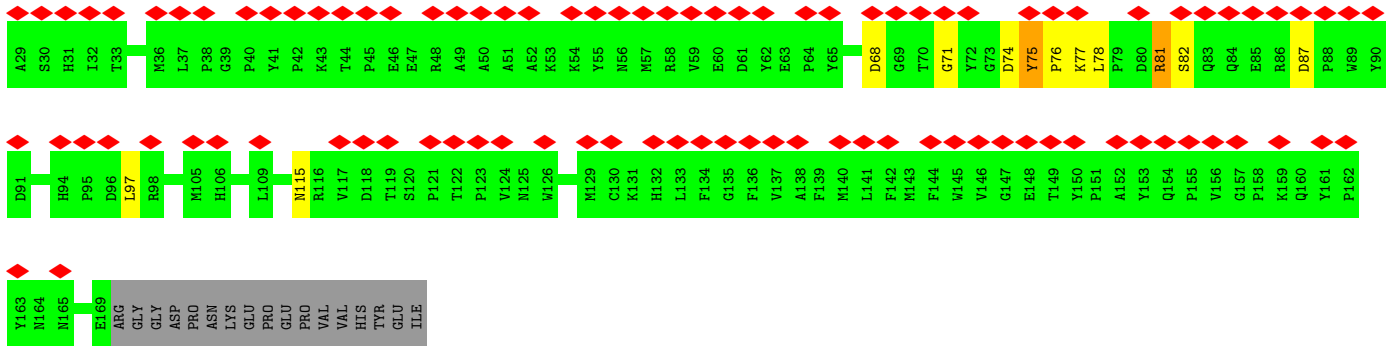 A29 S30 H31 I32 T33 M36 L37 P38 G39 P40 Y41 P42 K43 T44 P45 E46 E47 R48 A49 A50 A51 A52 K53 K54 Y55 N56 M57 R58 V59 E60 D61 Y62 E63 P64 Y65 D68 G69 T70 G71 Y72 G73 D74 Y75 P76 K77 L78 P79 D80 R81 S82 Q83 Q84 E85 R86 D87 P88 W89 Y90
D91 H94 P95 D96 L97 R98 M105 H106 L109 N115 R116 V117 D118 T119 S120 P121 T122 P123 V124 N125 W126 M129 C130 K131 H132 L133 F134 G135 F136 V137 A138 F139 M140 L141 F142 M143 F144 W145 V146 G147 E148 T149 Y150 P151 A152 Y153 Q154 P155 V156 G157 P158 K159 Q160 Y161 P162
Y163 N164 N165 E169 ARG GLY GLY ASP PRO ASN LYS GLU PRO GLU PRO VAL VAL HIS TYR GLU ILE